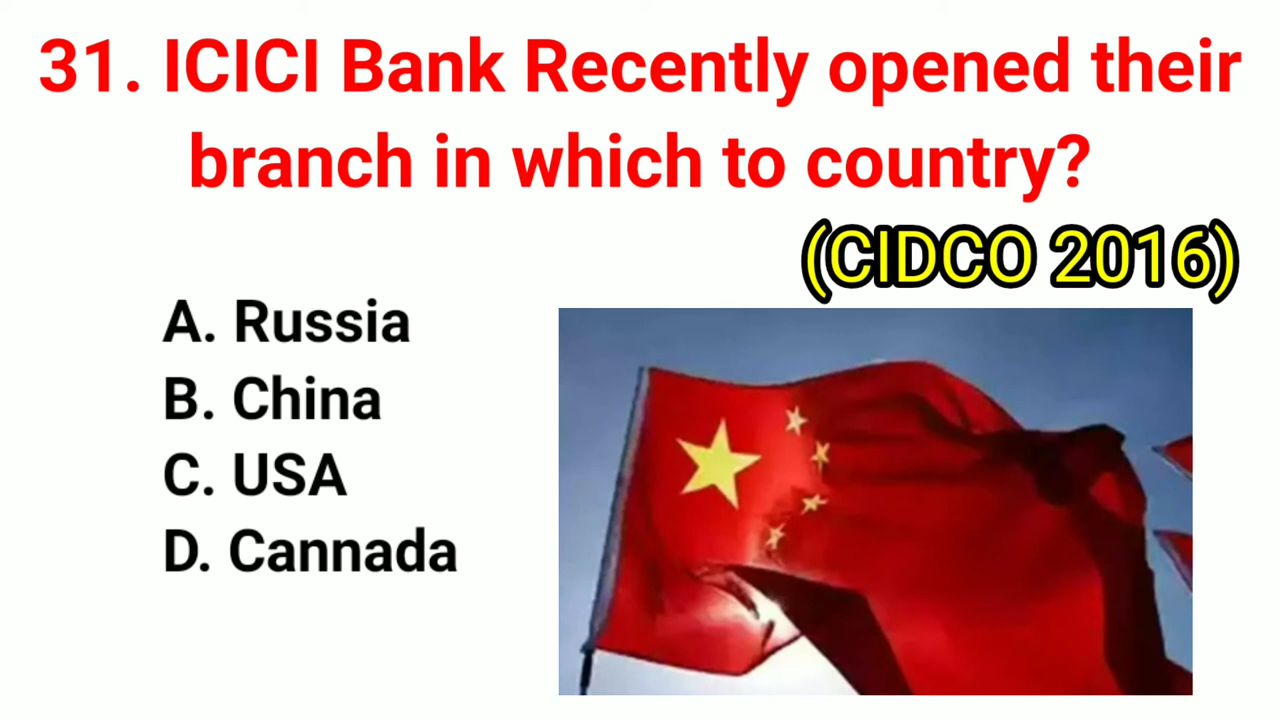 31. ICICI Bank Recently opened their
branch in which to country?
(CIDCO 2016)
A. Russia
B. China
C. USA
D. Cannada